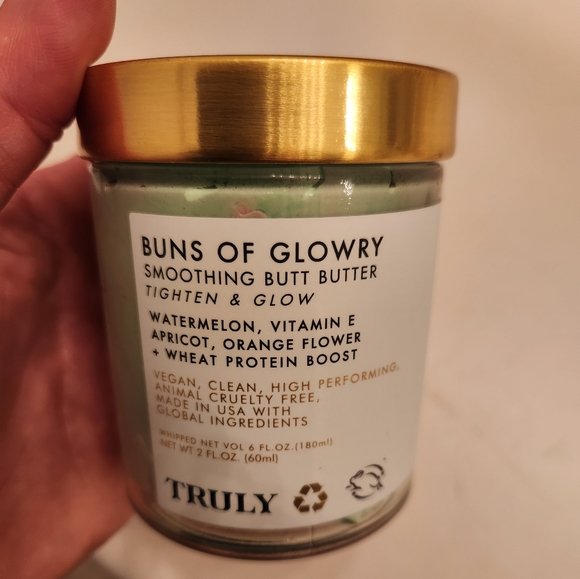 BUNS OF GLOWRY
SMOOTHING BUTT BUTTER
TIGHTEN & GLOW
WATERMELON, VITAMIN E
APRICOT, ORANGE FLOWER
+ WHEAT PROTEIN BOOST
VEGAN, CLEAN, HIGH PERFORMING,
ANIMAL CRUELTY FREE,
MADE IN USA WITH
GLOBAL INGREDIENTS
WHIPPED NET VOL 6 FL.OZ.(180ml)
NET WT 2 FL.OZ. (60ml)
TRULY